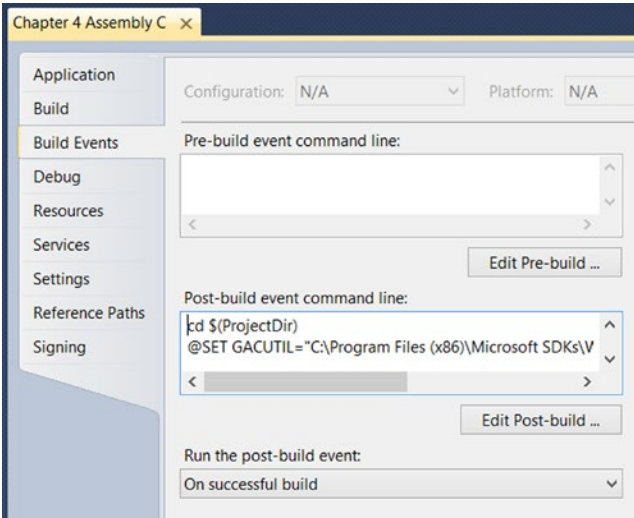 Chapter 4 Assembly C
Application
Build
Build Events
Debug
Resources
Services
Settings
Reference Paths
Signing
Configuration: N/A Platform: N/A
Pre-build event command line:
Edit Pre-build ...
Post-build event command line:
cd $(ProjectDir)
@SET GACUTIL="C:\Program Files (x86)\Microsoft SDKs\
Edit Post-build ...
Run the post-build event:
On successful build